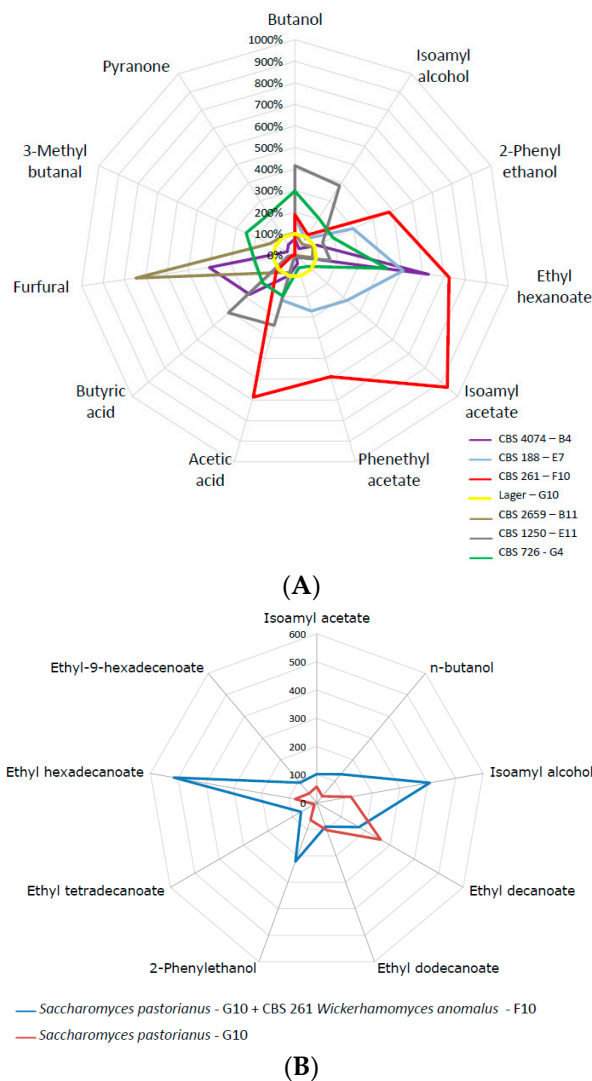 Butanol
1000%
900%
800%
700%
600%
500%
400%
300%
200%
100%
0%
Isoamyl
alcohol
2-Phenyl
ethanol
Ethyl
hexanoate
Isoamyl
acetate
Phenethyl
acetate
Acetic
acid
Butyric
acid
Furfural
3-Methyl
butanal
Pyranone
CBS 4074 – B4
CBS 188 – E7
CBS 261 – F10
Lager – G10
CBS 2659 – B11
CBS 1250 – E11
CBS 726 - G4
(A)
Isoamyl acetate
600
500
400
300
200
100
0
n-butanol
Isoamyl alcohol
Ethyl decanoate
Ethyl dodecanoate
2-Phenylethanol
Ethyl tetradecanoate
Ethyl hexadecanoate
Ethyl-9-hexadecenoate
Saccharomyces pastorianus - G10 + CBS 261 Wickerhamomyces anomalus - F10
Saccharomyces pastorianus - G10
(B)